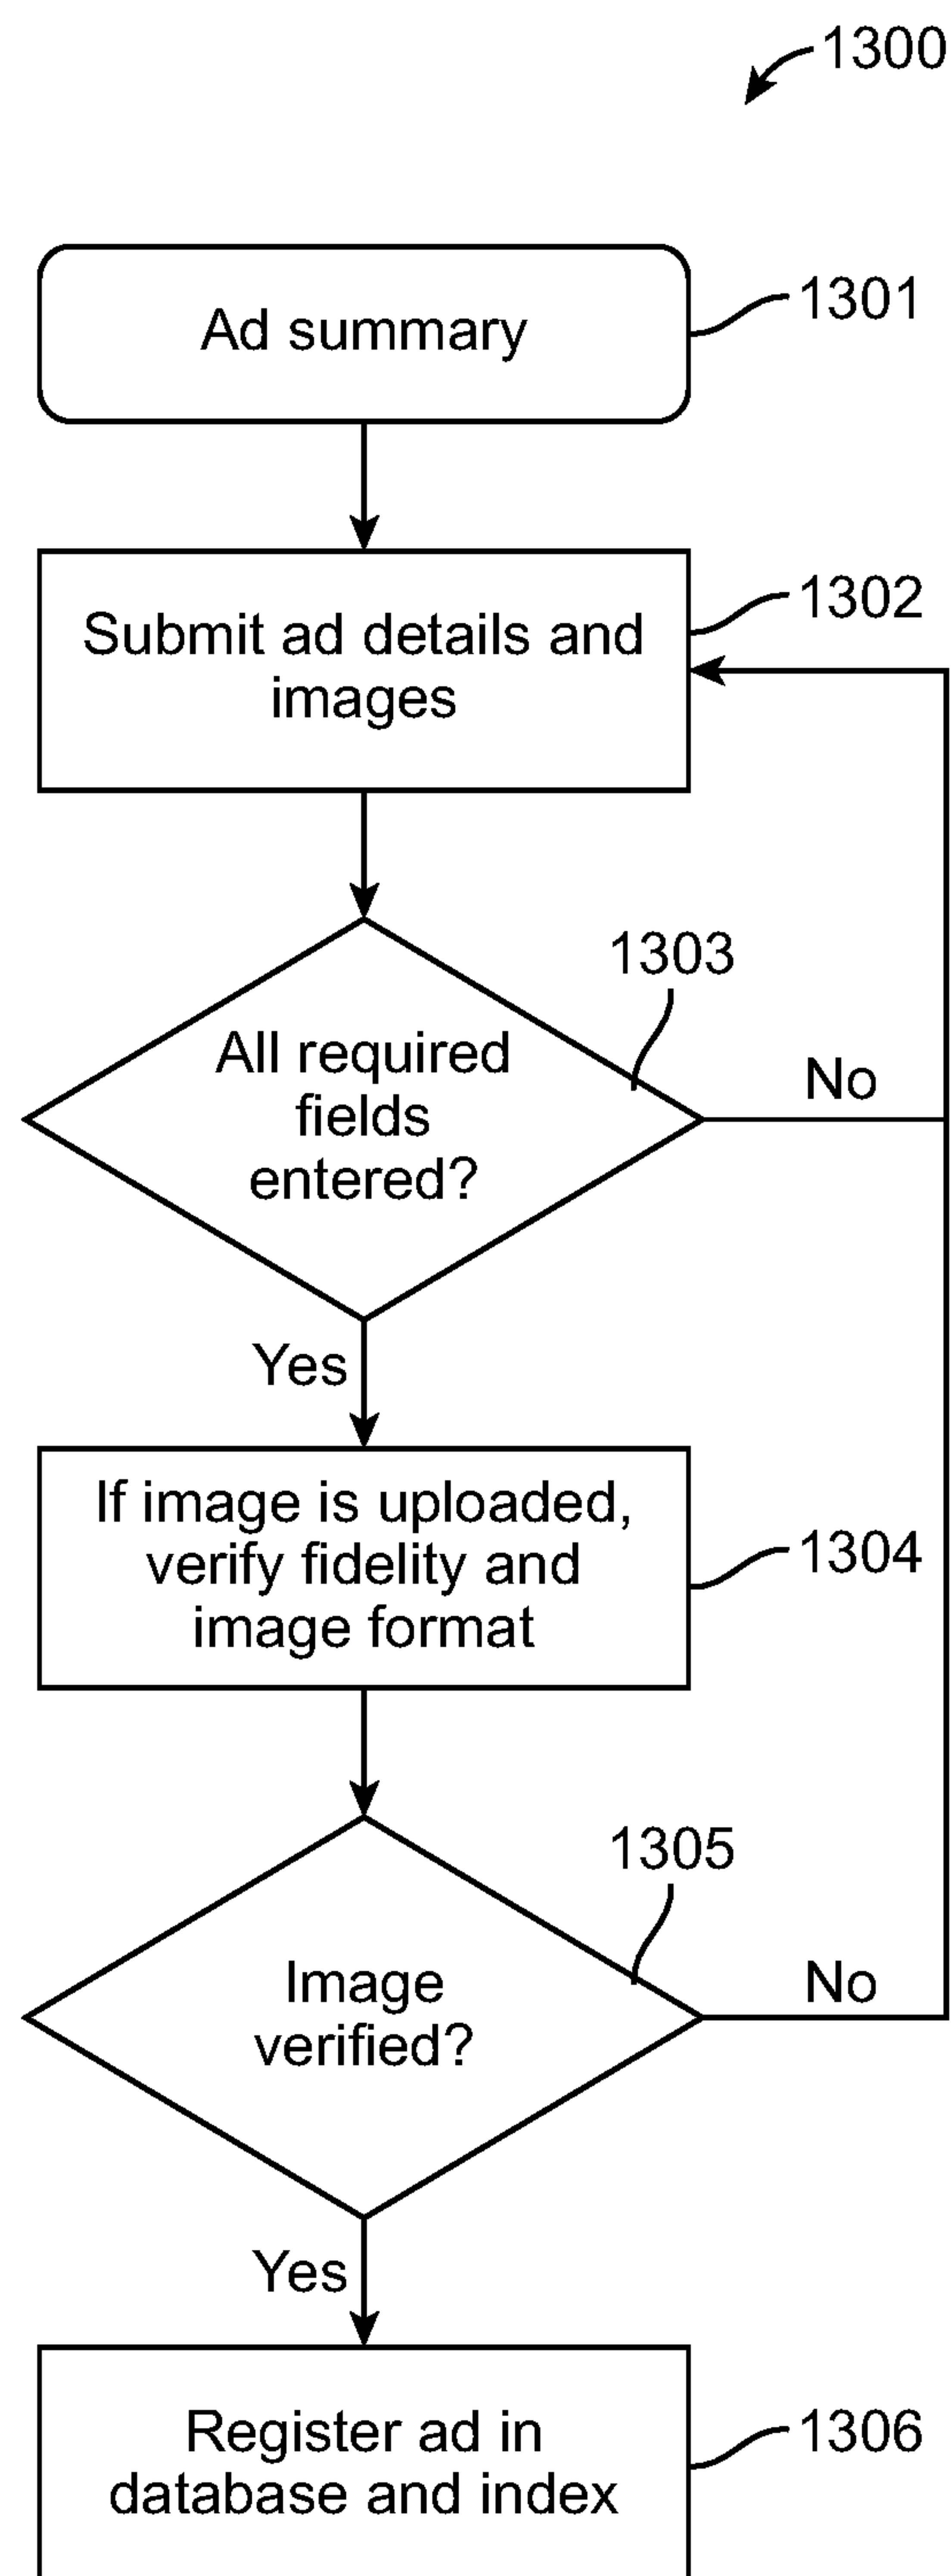 1300
Ad summary
1301
Submit ad details and
images
1302
1303
All required
fields
entered?
No
Yes
If image is uploaded,
verify fidelity and
image format
1304
1305
Image
verified?
No
Yes
Register ad in
database and index
1306